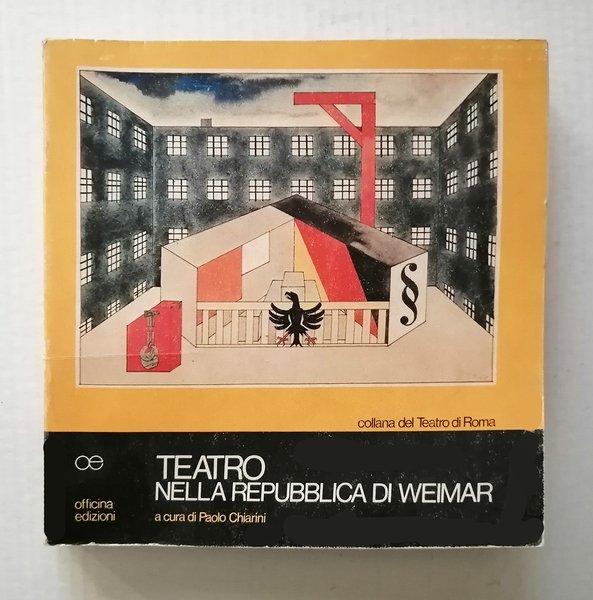 §
collana del Teatro di Roma
oe
TEATRO
NELLA REPUBBLICA DI WEIMAR
officina
edizioni
a cura di Paolo Chiarini